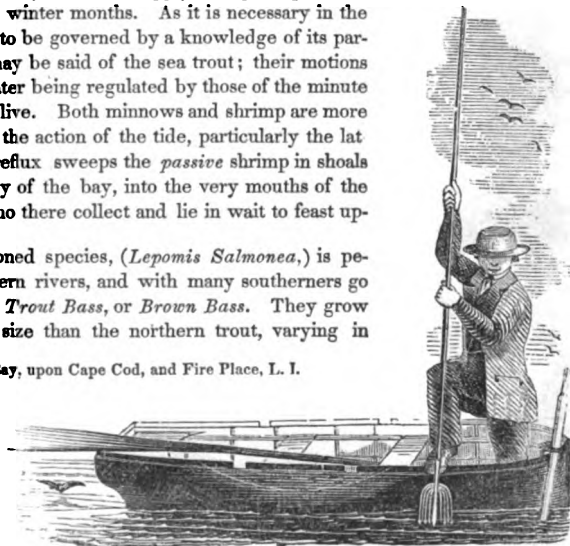 winter months. As it is necessary in the
to be governed by a knowledge of its par-
ay be said of the sea trout; their motions
ter being regulated by those of the minute
live. Both minnows and shrimp are more
the action of the tide, particularly the lat
eflux sweeps the passive shrimp in shoals
y of the bay, into the very mouths of the
no there collect and lie in wait to feast up-
oned species, (Lepomis Salmonea,) is pe-
ern rivers, and with many southerners go
Trout Bass, or Brown Bass. They grow
size than the northern trout, varying in
ay, upon Cape Cod, and Fire Place, L. I.